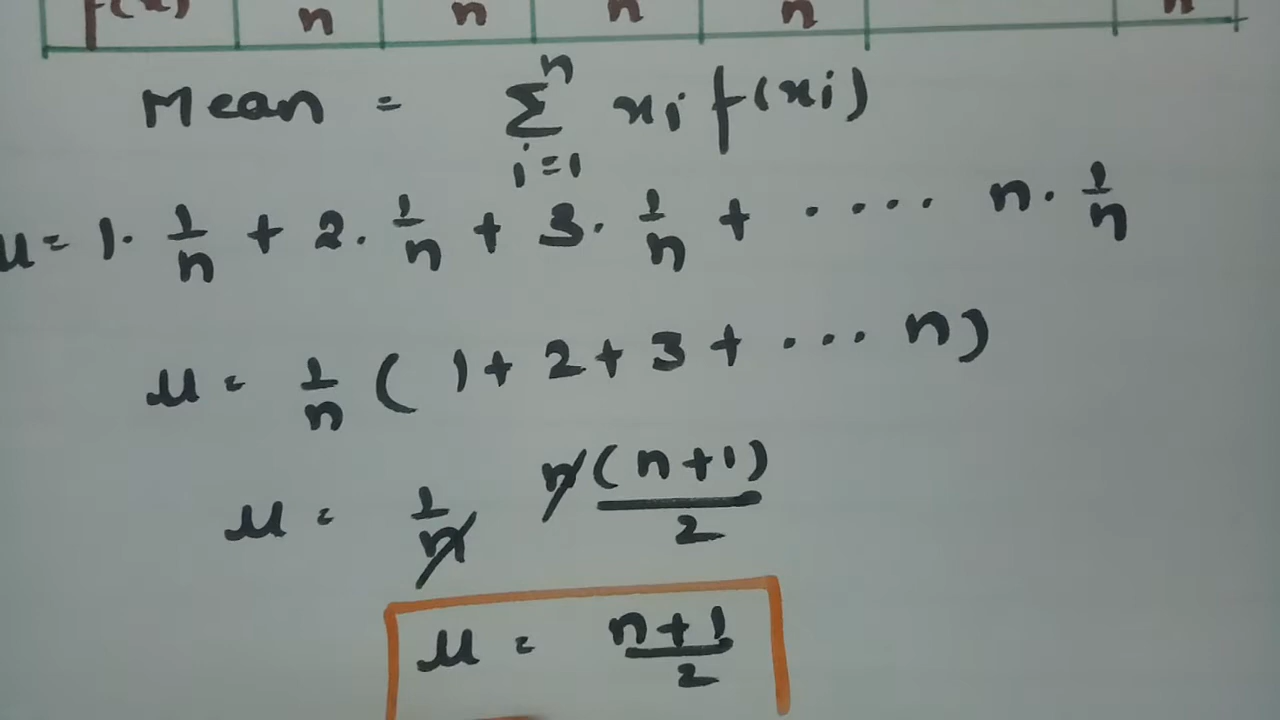 f(x) n n n n n
Mean = n∑i=1 xi f(xi)
μ = 1. 1/n + 2. 1/n + 3. 1/n + ..... n. 1/n
μ = 1/n ( 1 + 2 + 3 + .... n)
μ = 1/n n(n+1)/2
μ = n+1/2